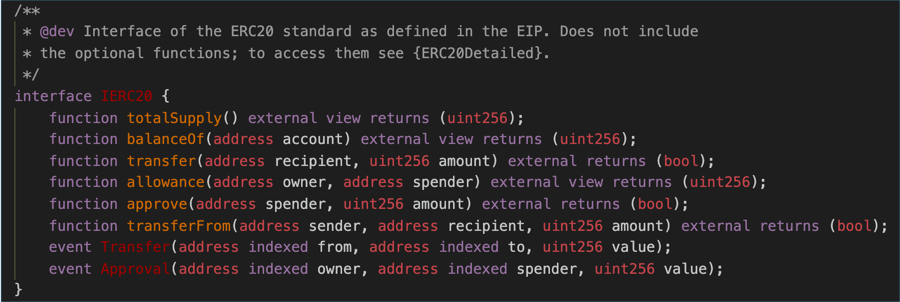 /**
* @dev Interface of the ERC20 standard as defined in the EIP. Does not include
* the optional functions; to access them see {ERC20Detailed}.
*/
interface IERC20 {
function totalSupply() external view returns (uint256);
function balanceOf(address account) external view returns (uint256);
function transfer(address recipient, uint256 amount) external returns (bool);
function allowance(address owner, address spender) external view returns (uint256);
function approve(address spender, uint256 amount) external returns (bool);
function transferFrom(address sender, address recipient, uint256 amount) external returns (bool);
event Transfer(address indexed from, address indexed to, uint256 value);
event Approval(address indexed owner, address indexed spender, uint256 value);
}